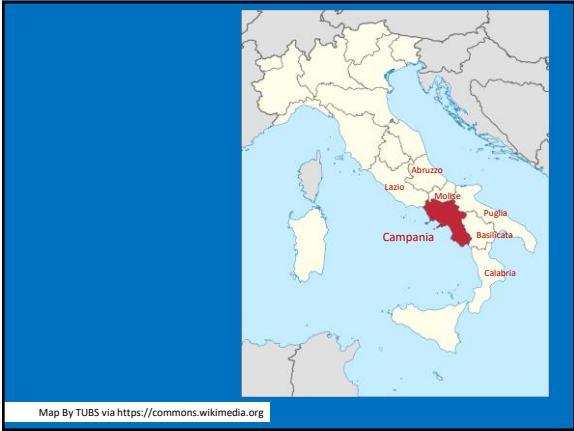 Abruzzo
Lazio
Molise
Puglia
Campania
Basilicata
Calabria
Map By TUBS via https://commons.wikimedia.org